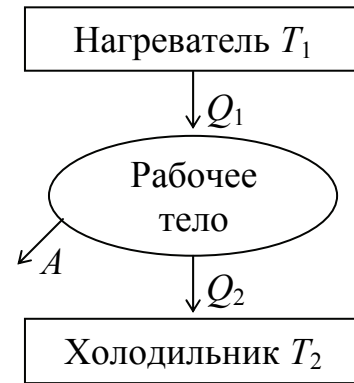 Нагреватель T₁
Q₁
Рабочее
тело
A
Q₂
Холодильник T₂